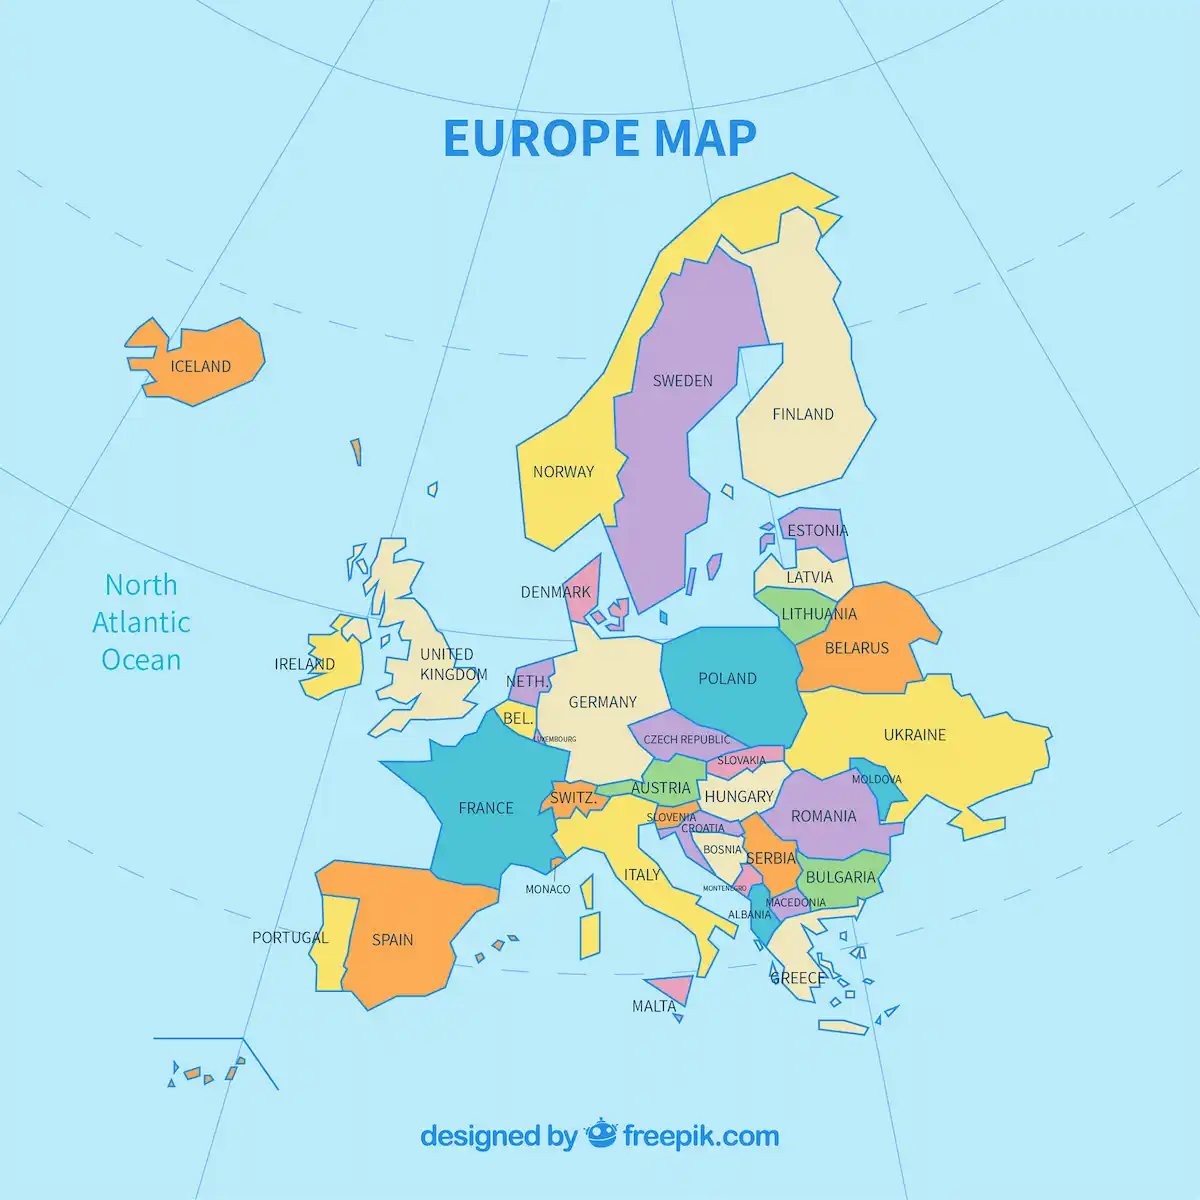 EUROPE MAP
ICELAND
SWEDEN
FINLAND
NORWAY
ESTONIA
LATVIA
DENMARK
LITHUANIA
North
Atlantic
Ocean
BELARUS
IRELAND
UNITED
KINGDOM
NETH.
POLAND
GERMANY
BEL.
LUXEMBOURG
CZECH REPUBLIC
UKRAINE
SLOVAKIA
MOLDOVA
AUSTRIA
SWITZ.
HUNGARY
FRANCE
SLOVENIA
ROMANIA
CROATIA
BOSNIA
SERBIA
ITALY
BULGARIA
MONACO
MONTENEGRO
MACEDONIA
ALBANIA
PORTUGAL
SPAIN
GREECE
MALTA
designed by freepik.com